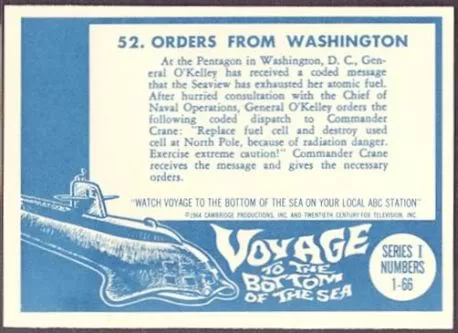 52. ORDERS FROM WASHINGTON
At the Pentagon in Washington, D. C., Gen-
eral O'Kelley has received a coded message
that the Seaview has exhausted her atomic fuel.
After hurried consultation with the Chief of
Naval Operations, General O'Kelley orders the
following coded dispatch to Commander
Crane: "Replace fuel cell and destroy used
cell at North Pole, because of radiation danger.
Exercise extreme caution!" Commander Crane
receives the message and gives the necessary
orders.
"WATCH VOYAGE TO THE BOTTOM OF THE SEA ON YOUR LOCAL ABC STATION"
©1964 CAMBRIDGE PRODUCTIONS, INC. AND TWENTIETH CENTURY FOX TELEVISION, INC.
VOYAGE
TO THE
BOTTOM
OF THE SEA
SERIES I
NUMBERS
1-66